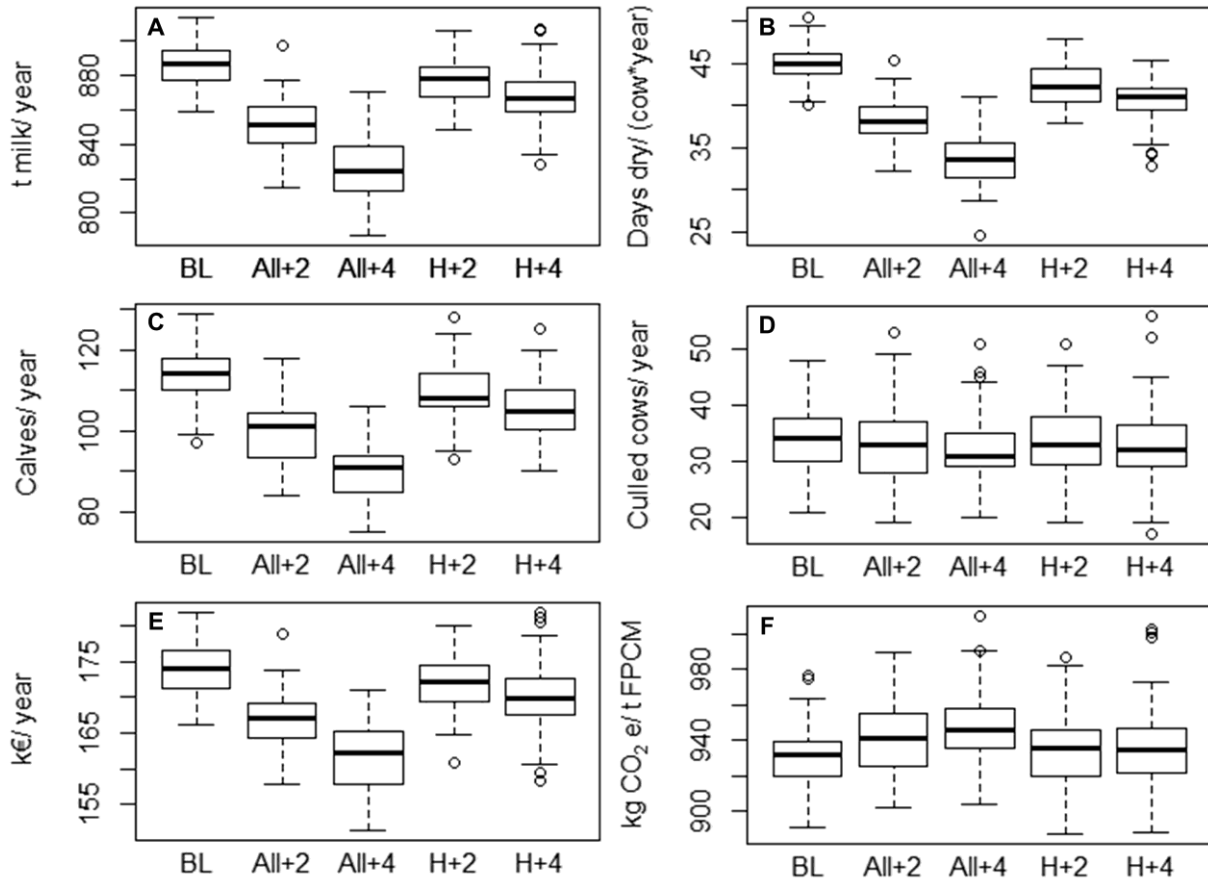 A
t milk/ year
880
840
800
BL All+2 All+4 H+2 H+4
B
Days dry/ (cow*year)
45
35
25
BL All+2 All+4 H+2 H+4
C
Calves/ year
120
100
80
BL All+2 All+4 H+2 H+4
D
Culled cows/ year
50
40
30
20
BL All+2 All+4 H+2 H+4
E
k€/ year
175
165
155
BL All+2 All+4 H+2 H+4
F
kg CO₂ e/ t FPCM
980
940
900
BL All+2 All+4 H+2 H+4